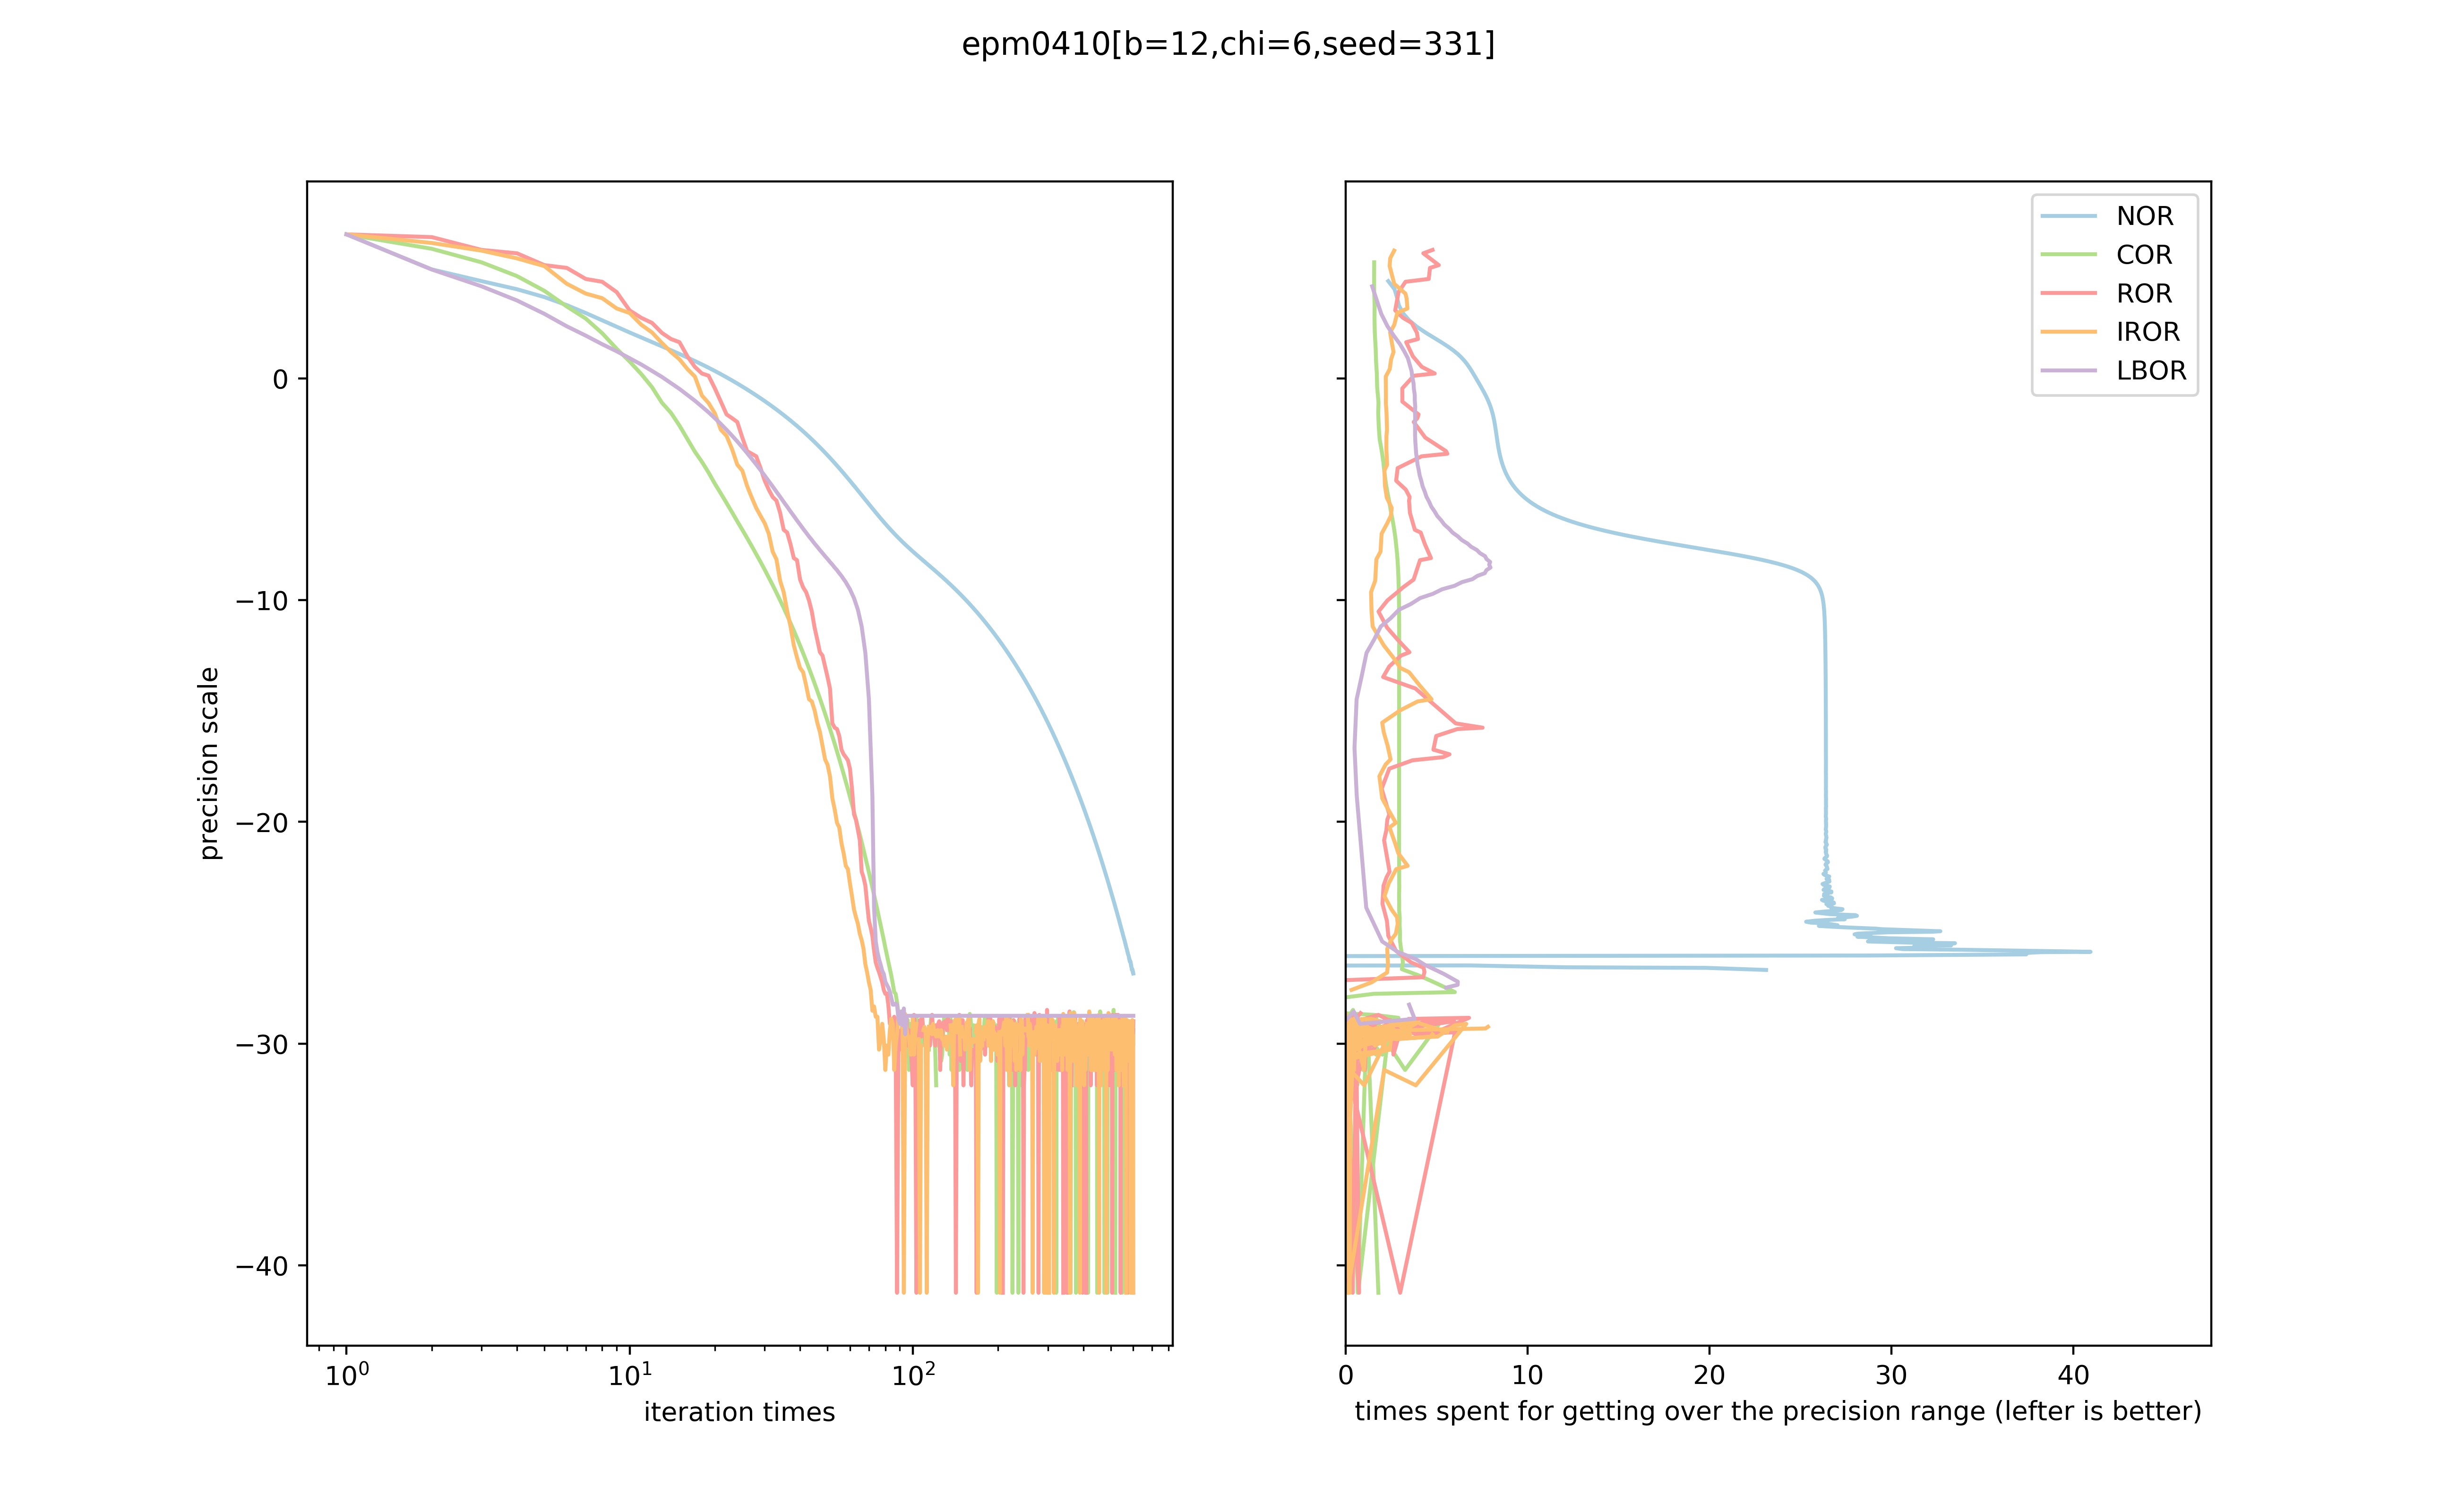 epm0410[b=12,chi=6,seed=331]
precision scale
0
−10
−20
−30
−40
10⁰ 10¹ 10²
iteration times
NOR
COR
ROR
IROR
LBOR
0 10 20 30 40
times spent for getting over the precision range (lefter is better)